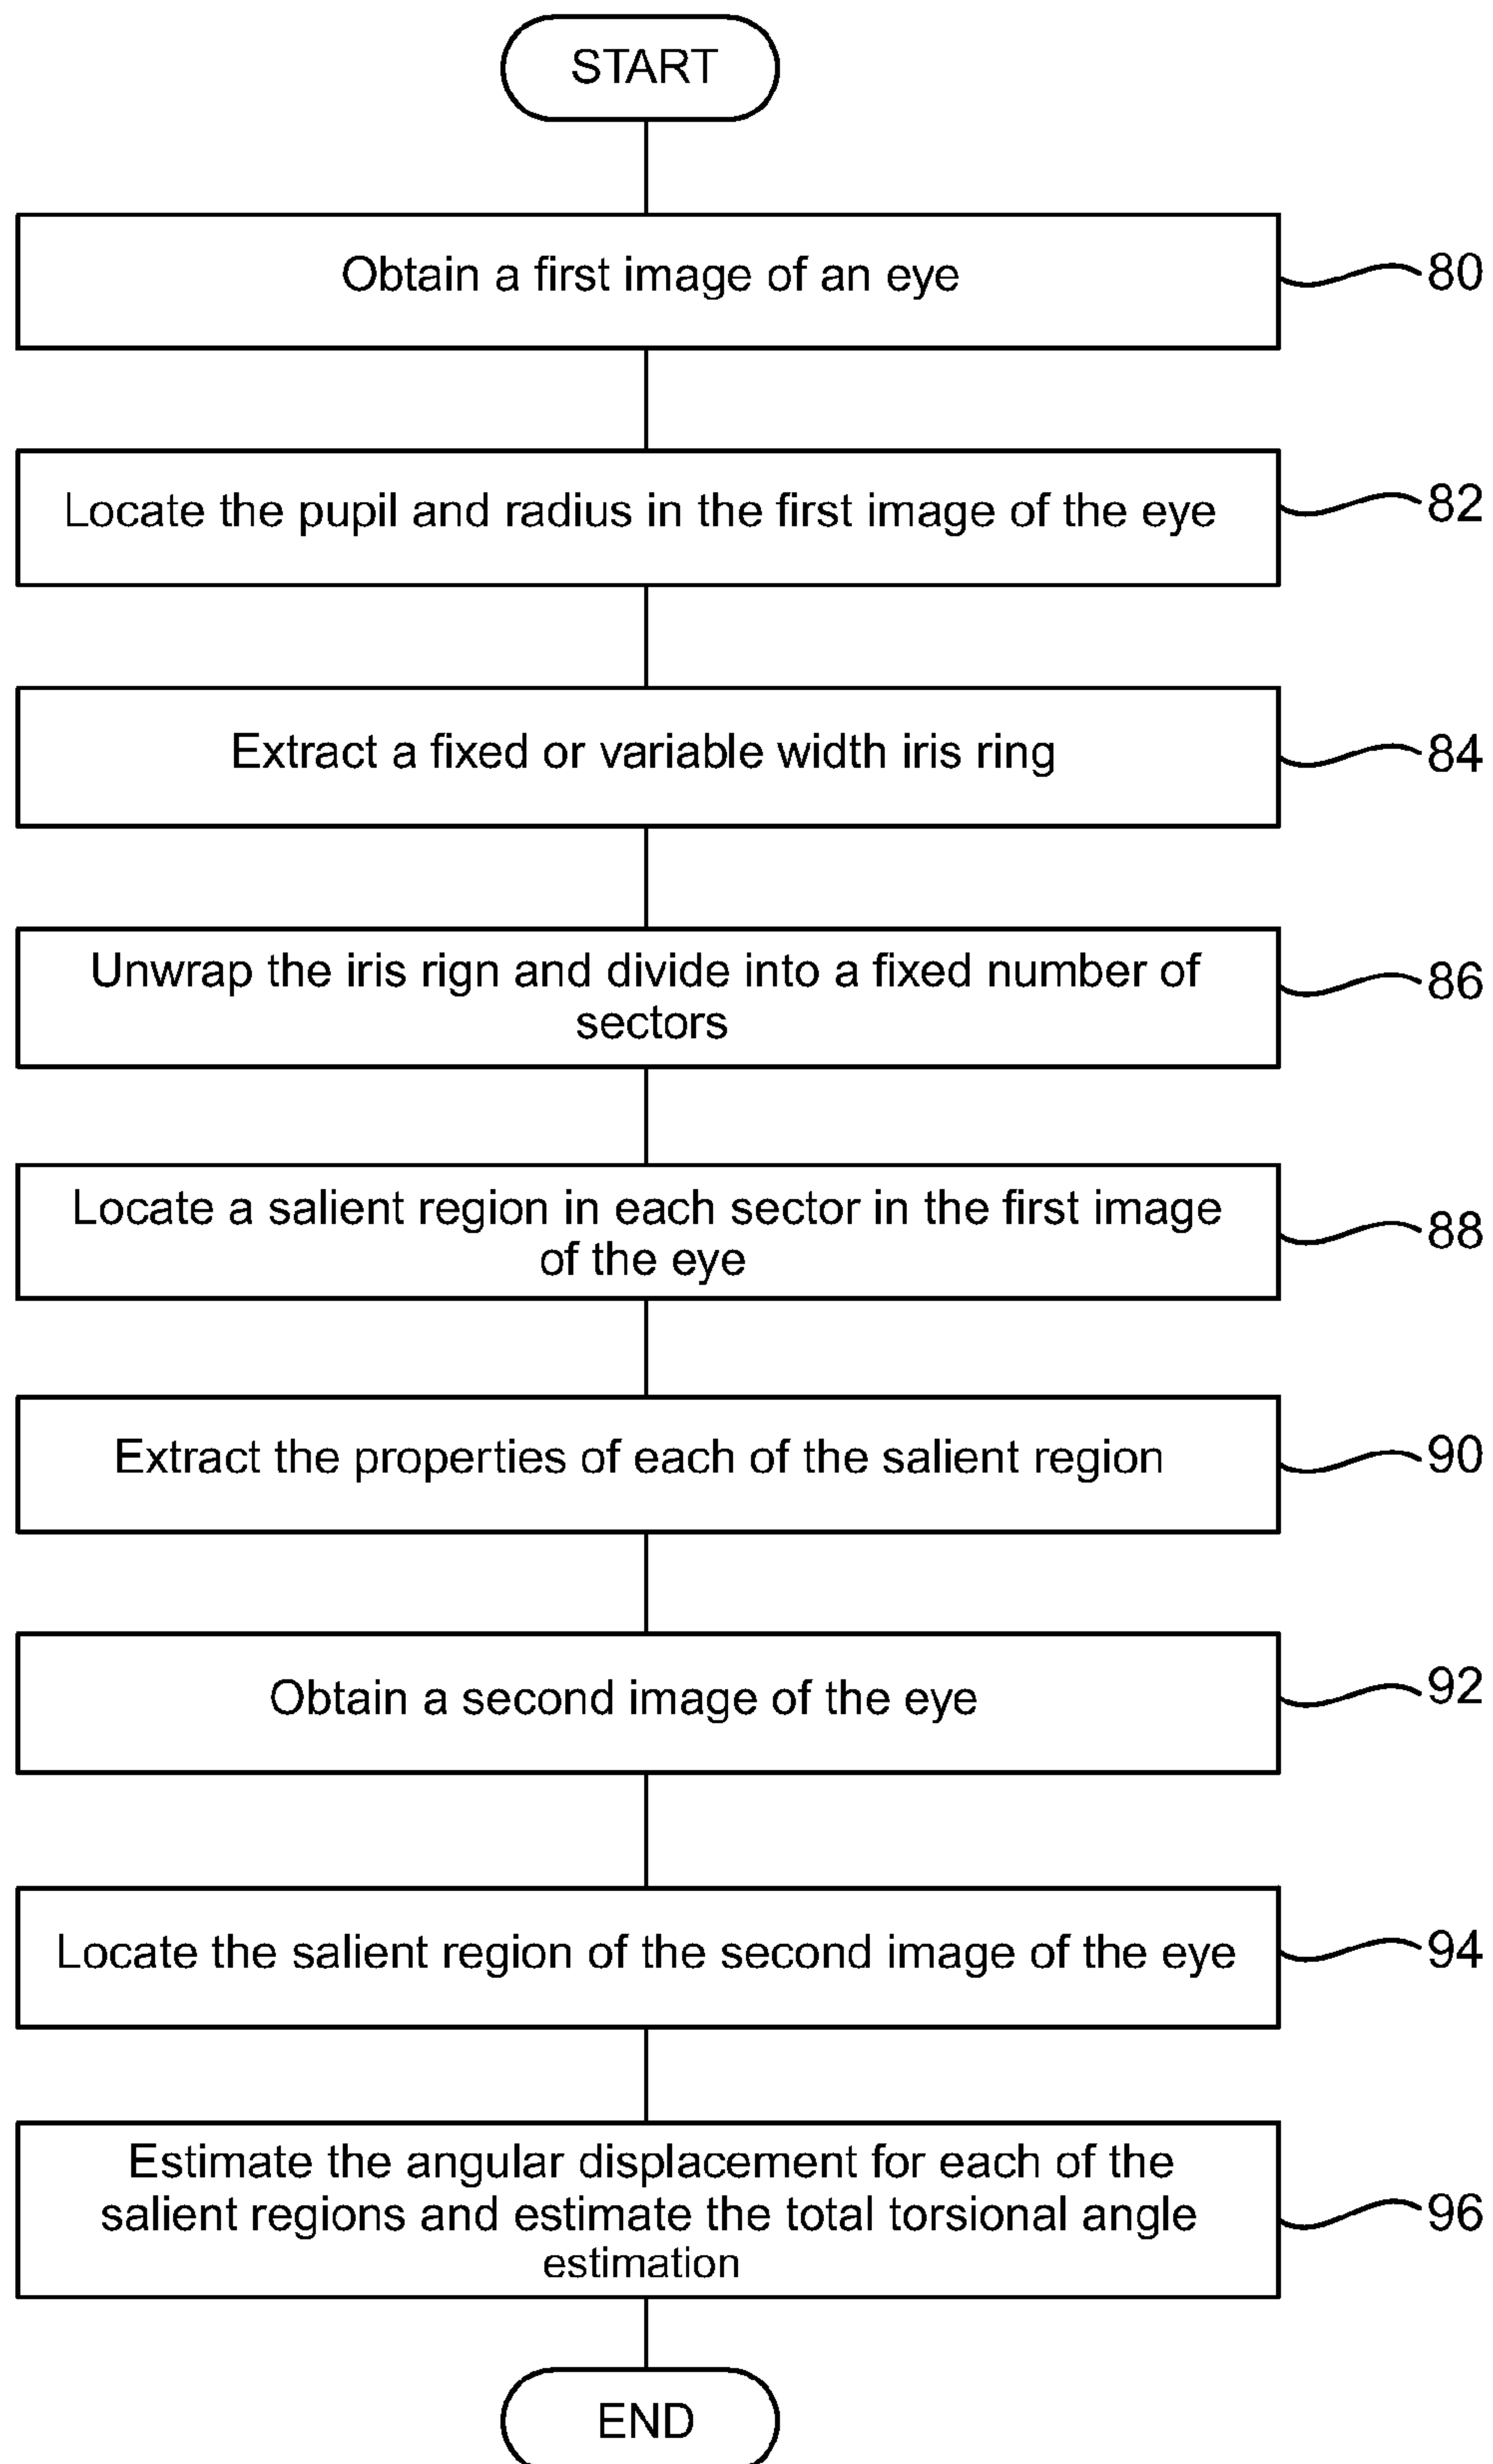 START
Obtain a first image of an eye
80
Locate the pupil and radius in the first image of the eye
82
Extract a fixed or variable width iris ring
84
Unwrap the iris rign and divide into a fixed number of
sectors
86
Locate a salient region in each sector in the first image
of the eye
88
Extract the properties of each of the salient region
90
Obtain a second image of the eye
92
Locate the salient region of the second image of the eye
94
Estimate the angular displacement for each of the
salient regions and estimate the total torsional angle
estimation
96
END